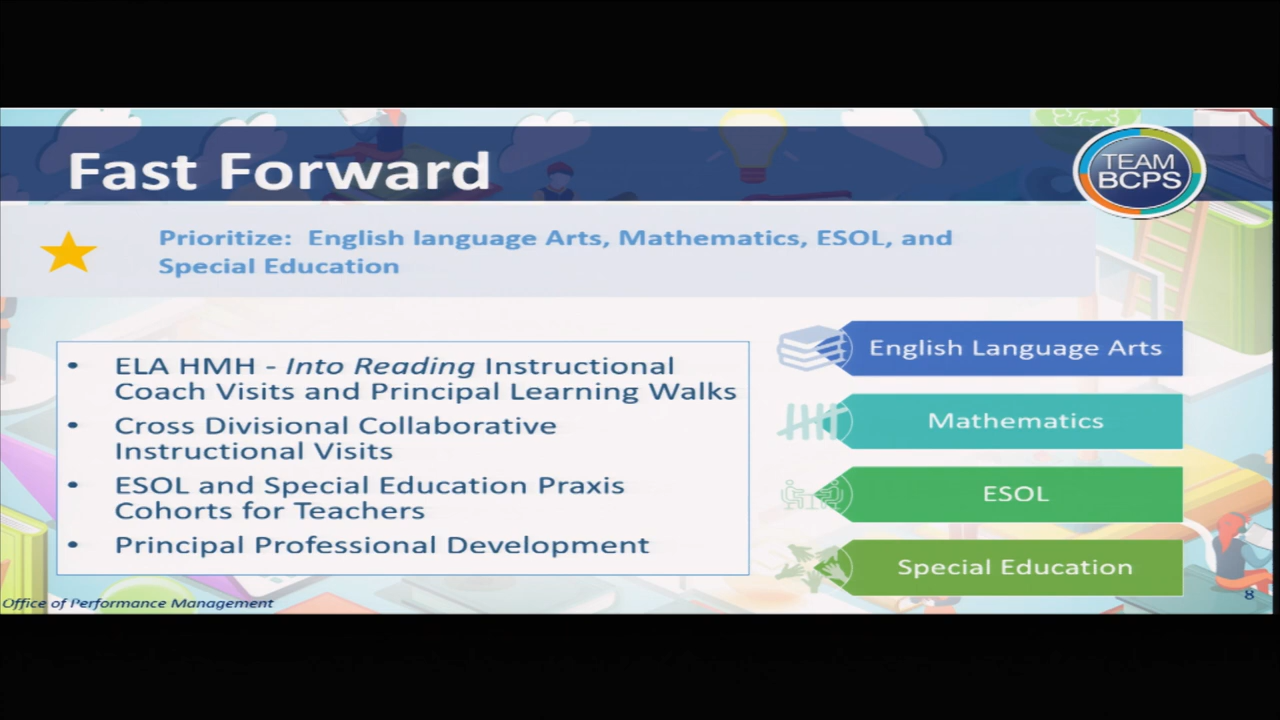 Fast Forward
TEAM
BCPS
Prioritize: English language Arts, Mathematics, ESOL, and
Special Education
• ELA HMH - Into Reading Instructional
Coach Visits and Principal Learning Walks
• Cross Divisional Collaborative
Instructional Visits
• ESOL and Special Education Praxis
Cohorts for Teachers
• Principal Professional Development
English Language Arts
Mathematics
ESOL
Special Education
Office of Performance Management
8